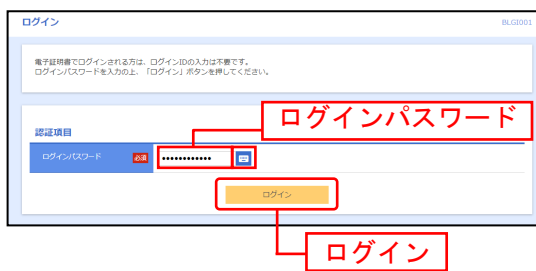 ログイン
BLGI001
電子証明書でログインされる方は、ログインIDの入力は不要です。
ログインパスワードを入力の上、「ログイン」ボタンを押してください。
ログインパスワード
認証項目
ログインパスワード 必須 ••••••••••••
ログイン
ログイン